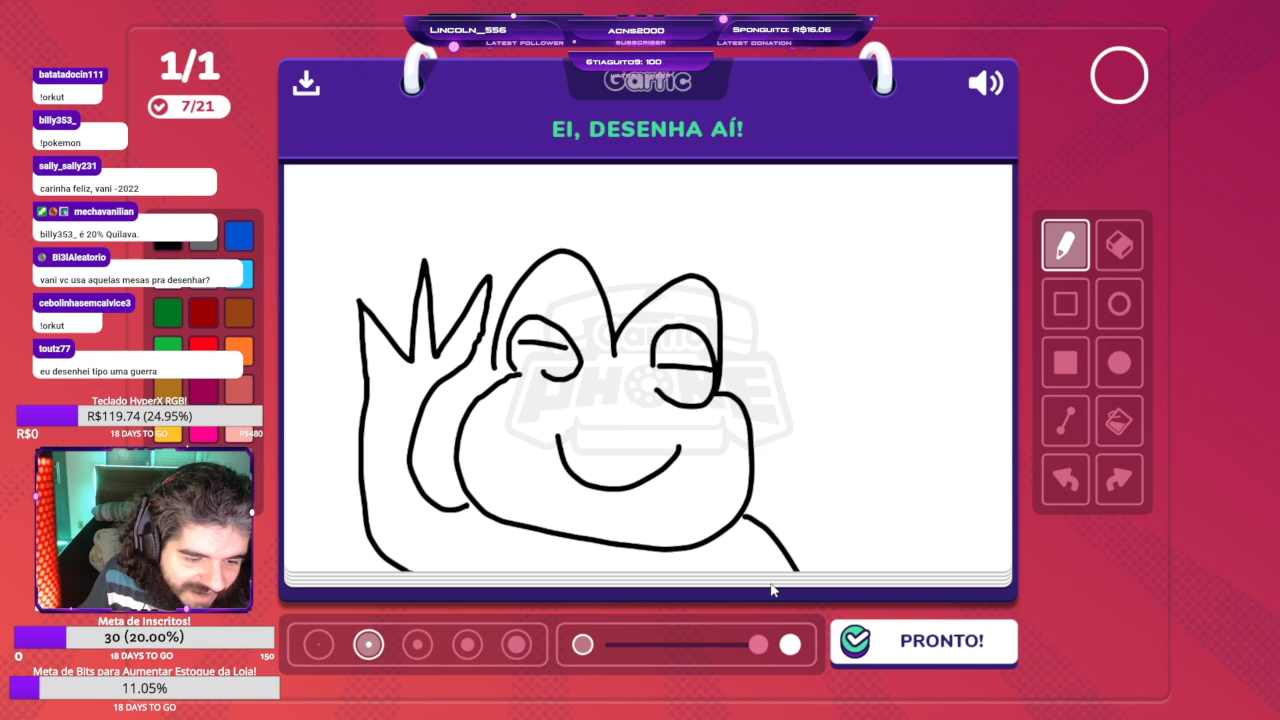 LINCOLN_556
LATEST FOLLOWER
ACNS2000
SUBSCRIBER
SPONGUITO: R$16.06
LATEST DONATION
6TIAGUITO9: 100
Gartic
1/1
7/21
EI, DESENHA AÍ!
batatadocin111
!orkut
billy353_
!pokemon
sally_sally231
carinha feliz, vani -2022
mechavanilian
billy353_ é 20% Quilava.
Bi3lAleatorio
vani vc usa aquelas mesas pra desenhar?
cebolinhasemcalvice3
!orkut
toutz77
eu desenhei tipo uma guerra
Teclado HyperX RGB!
R$119.74 (24.95%)
R$0
18 DAYS TO GO
R$480
Gartic
PHONE
Meta de Inscritos!
30 (20.00%)
0
18 DAYS TO GO
150
Meta de Bits para Aumentar Estoque da Loja!
11.05%
18 DAYS TO GO
PRONTO!